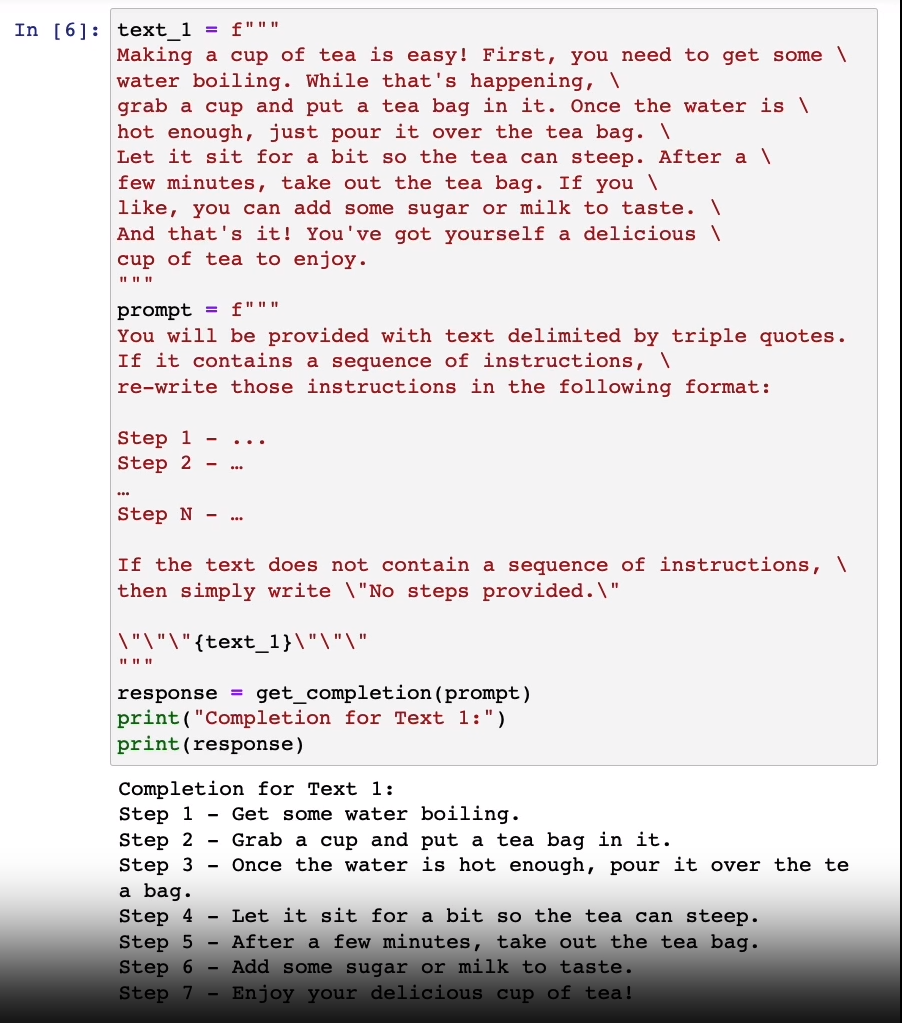 In [6]: text_1 = f"""
Making a cup of tea is easy! First, you need to get some \
water boiling. While that's happening, \
grab a cup and put a tea bag in it. Once the water is \
hot enough, just pour it over the tea bag. \
Let it sit for a bit so the tea can steep. After a \
few minutes, take out the tea bag. If you \
like, you can add some sugar or milk to taste. \
And that's it! You've got yourself a delicious \
cup of tea to enjoy.
"""
prompt = f"""
You will be provided with text delimited by triple quotes.
If it contains a sequence of instructions, \
re-write those instructions in the following format:

Step 1 - ...
Step 2 - …
…
Step N - …

If the text does not contain a sequence of instructions, \
then simply write \"No steps provided.\"

\"\"\"{text_1}\"\"\"
"""
response = get_completion(prompt)
print("Completion for Text 1:")
print(response)
Completion for Text 1:
Step 1 - Get some water boiling.
Step 2 - Grab a cup and put a tea bag in it.
Step 3 - Once the water is hot enough, pour it over the te
a bag.
Step 4 - Let it sit for a bit so the tea can steep.
Step 5 - After a few minutes, take out the tea bag.
Step 6 - Add some sugar or milk to taste.
Step 7 - Enjoy your delicious cup of tea!